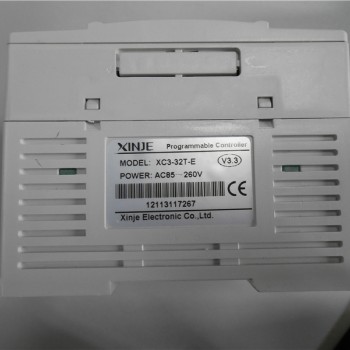 XINJE Programmable Controller
MODEL: XC3-32T-E V3.3
POWER: AC85~260V
CE
12113117267
Xinje Electronic Co.,Ltd.